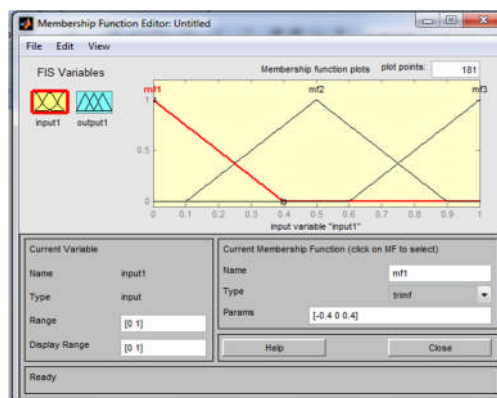 Membership Function Editor: Untitled
File Edit View
FIS Variables
Membership function plots plot points: 181
mf1 mf2 mf3
1
input1 output1
0.5
0
0 0.1 0.2 0.3 0.4 0.5 0.6 0.7 0.8 0.9 1
input variable "input1"
Current Variable
Current Membership Function (click on MF to select)
Name input1
Name mf1
Type input
Type trimf
Range [0 1]
Params [-0.4 0 0.4]
Display Range [0 1]
Help Close
Ready